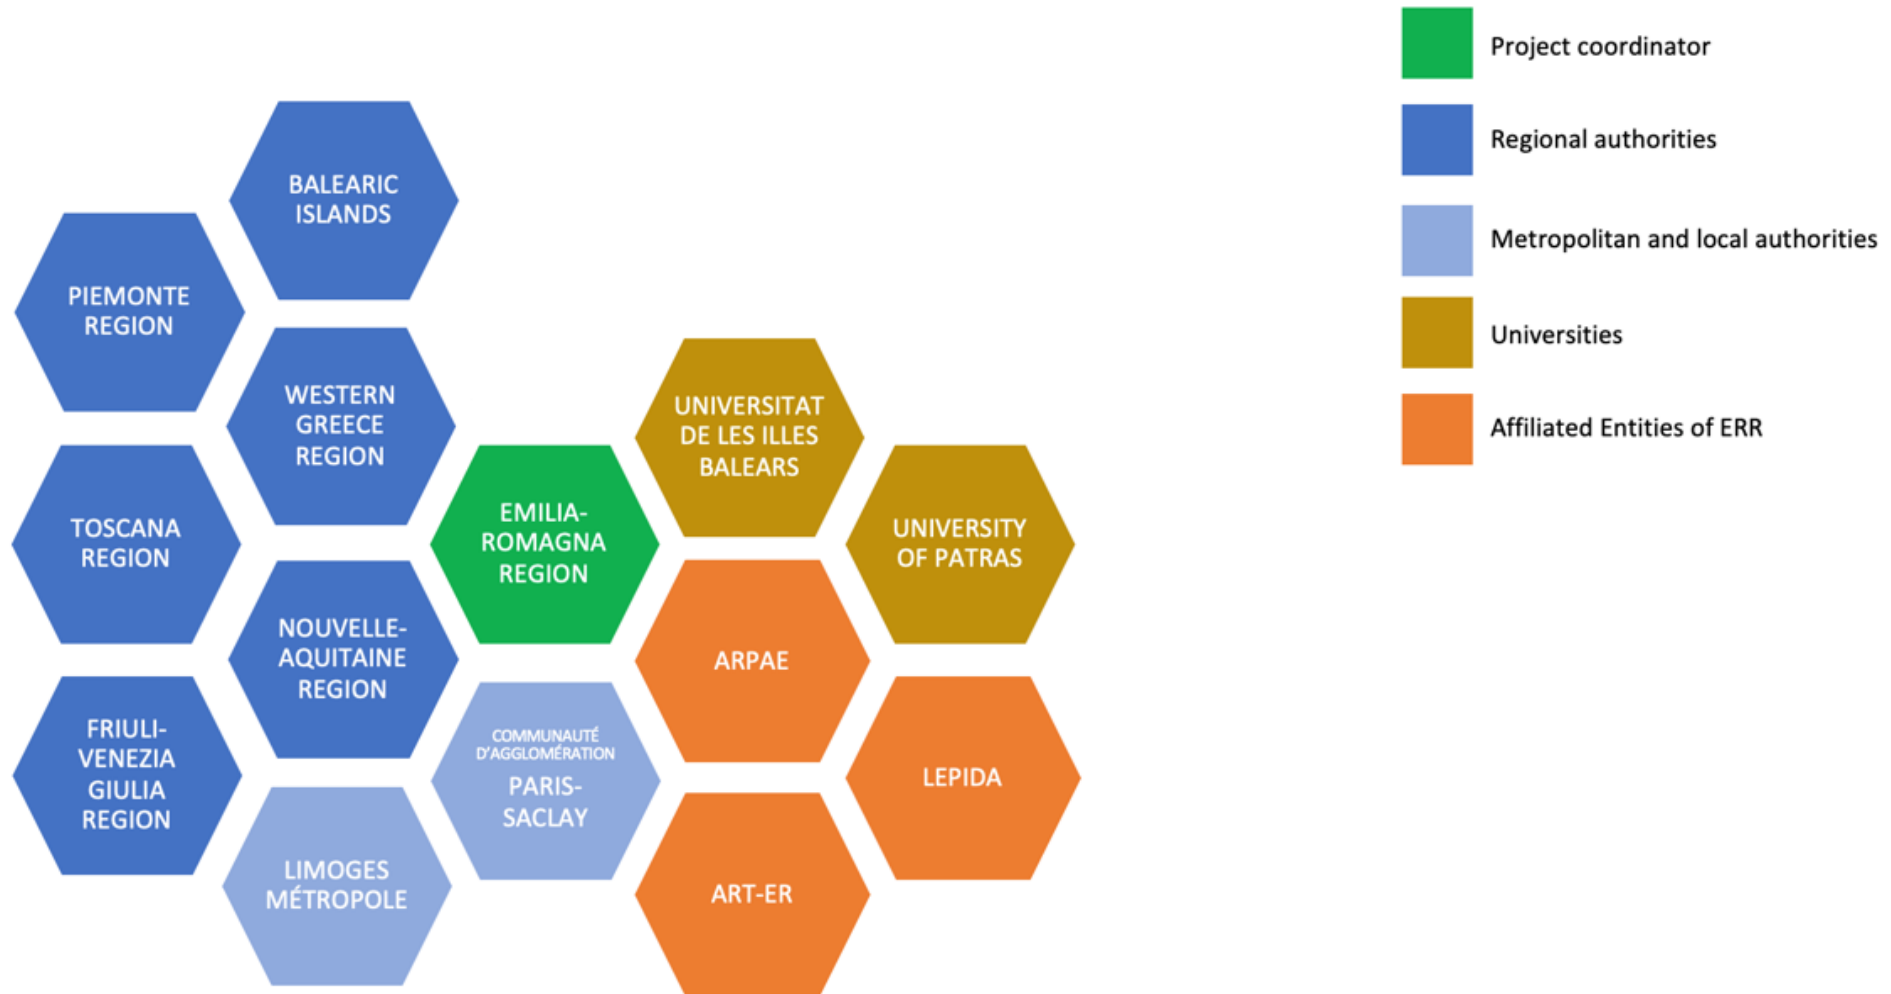 BALEARIC
ISLANDS
PIEMONTE
REGION
WESTERN
GREECE
REGION
UNIVERSITAT
DE LES ILLES
BALEARS
TOSCANA
REGION
EMILIA-
ROMAGNA
REGION
UNIVERSITY
OF PATRAS
NOUVELLE-
AQUITAINE
REGION
ARPAE
FRIULI-
VENEZIA
GIULIA
REGION
COMMUNAUTÉ
D'AGGLOMÉRATION
PARIS-
SACLAY
LEPIDA
LIMOGES
MÉTROPOLE
ART-ER
Project coordinator
Regional authorities
Metropolitan and local authorities
Universities
Affiliated Entities of ERR